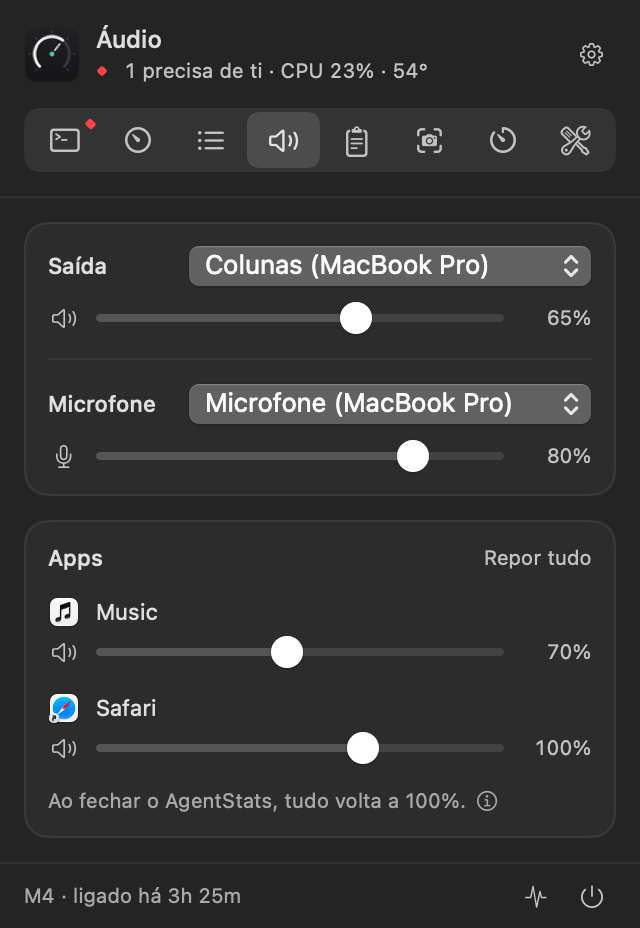 Áudio
1 precisa de ti · CPU 23% · 54°
Saída
Colunas (MacBook Pro)
65%
Microfone
Microfone (MacBook Pro)
80%
Apps
Repor tudo
Music
70%
Safari
100%
Ao fechar o AgentStats, tudo volta a 100%.
M4 · ligado há 3h 25m